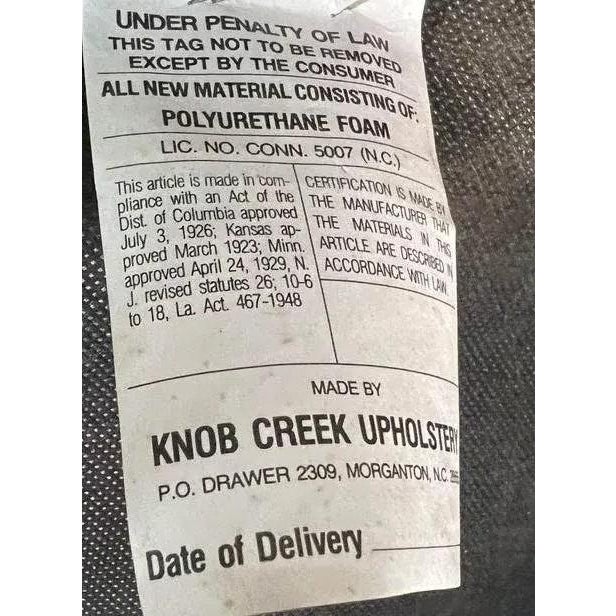 UNDER PENALTY OF LAW
THIS TAG NOT TO BE REMOVED
EXCEPT BY THE CONSUMER
ALL NEW MATERIAL CONSISTING OF:
POLYURETHANE FOAM
LIC. NO. CONN. 5007 (N.C.)
This article is made in com-
pliance with an Act of the
Dist. of Columbia approved
July 3, 1926; Kansas ap-
proved March 1923; Minn.
approved April 24, 1929, N.
J. revised statutes 26; 10-6
to 18, La. Act. 467-1948
CERTIFICATION IS MADE BY
THE MANUFACTURER THAT
THE MATERIALS IN THIS
ARTICLE ARE DESCRIBED IN
ACCORDANCE WITH LAW
MADE BY
KNOB CREEK UPHOLSTERY
P.O. DRAWER 2309, MORGANTON, N.C.
Date of Delivery